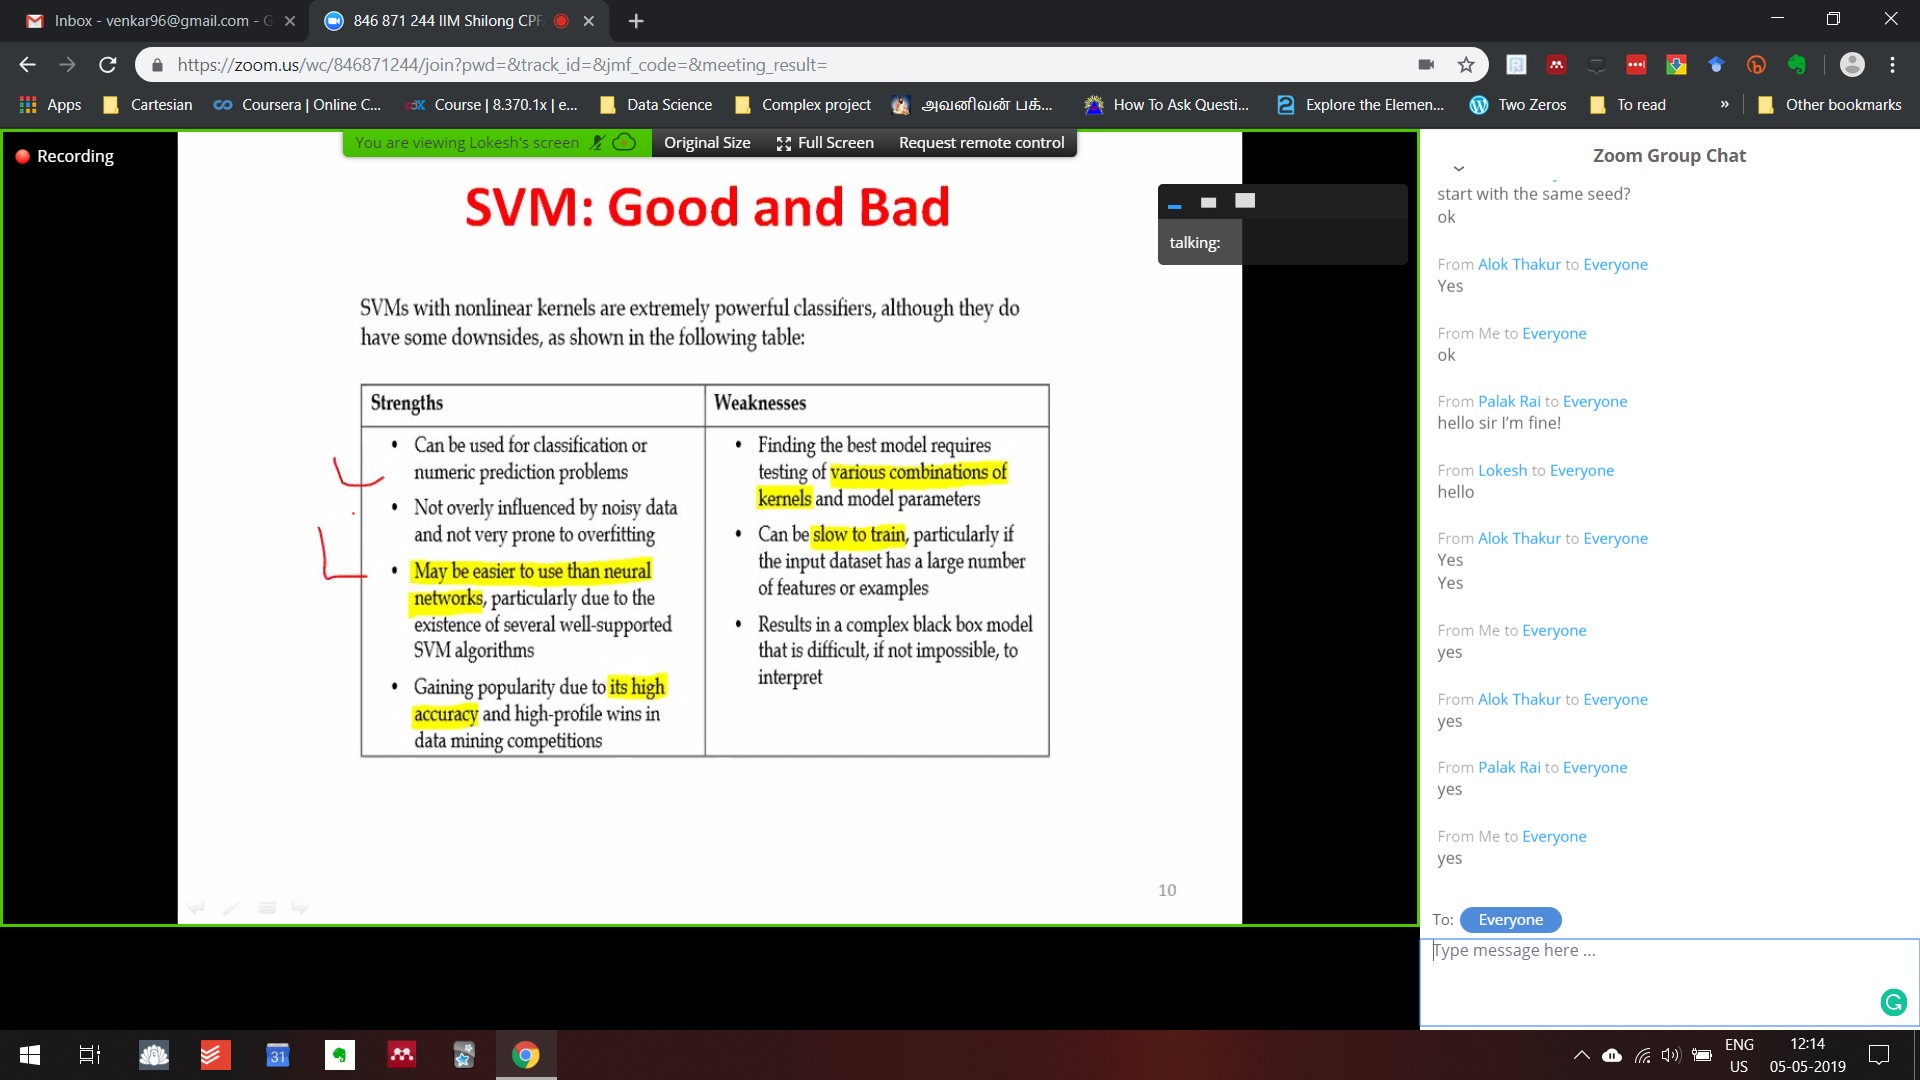 Inbox - venkar96@gmail.com - G
846 871 244 IIM Shilong CPF
https://zoom.us/wc/846871244/join?pwd=&track_id=&jmf_code=&meeting_result=
Apps
Cartesian
Coursera | Online C...
Course | 8.370.1x | e...
Data Science
Complex project
அவனிவன் பக்...
How To Ask Questi...
Explore the Elemen...
Two Zeros
To read
»
Other bookmarks
Recording
You are viewing Lokesh's screen
Original Size
Full Screen
Request remote control
talking:
SVM: Good and Bad
SVMs with nonlinear kernels are extremely powerful classifiers, although they do
have some downsides, as shown in the following table:
Strengths
• Can be used for classification or
numeric prediction problems
• Not overly influenced by noisy data
and not very prone to overfitting
• May be easier to use than neural
networks, particularly due to the
existence of several well-supported
SVM algorithms
• Gaining popularity due to its high
accuracy and high-profile wins in
data mining competitions
Weaknesses
• Finding the best model requires
testing of various combinations of
kernels and model parameters
• Can be slow to train, particularly if
the input dataset has a large number
of features or examples
• Results in a complex black box model
that is difficult, if not impossible, to
interpret
10
Zoom Group Chat
start with the same seed?
ok
From Alok Thakur to Everyone
Yes
From Me to Everyone
ok
From Palak Rai to Everyone
hello sir I'm fine!
From Lokesh to Everyone
hello
From Alok Thakur to Everyone
Yes
Yes
From Me to Everyone
yes
From Alok Thakur to Everyone
yes
From Palak Rai to Everyone
yes
From Me to Everyone
yes
To: Everyone
Type message here ...
31
ENG
US
12:14
05-05-2019